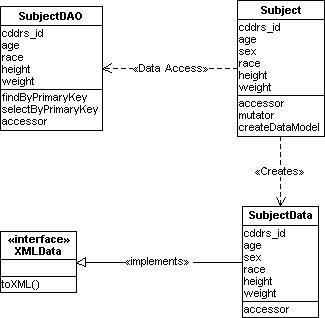 SubjectDAO
cddrs_id
age
race
height
weight
findByPrimaryKey
selectByPrimaryKey
accessor
«Data Access»
Subject
cddrs_id
age
sex
race
height
weight
accessor
mutator
createDataModel
«Creates»
SubjectData
cddrs_id
age
sex
race
height
weight
accessor
«implements»
«interface»
XMLData
toXML()